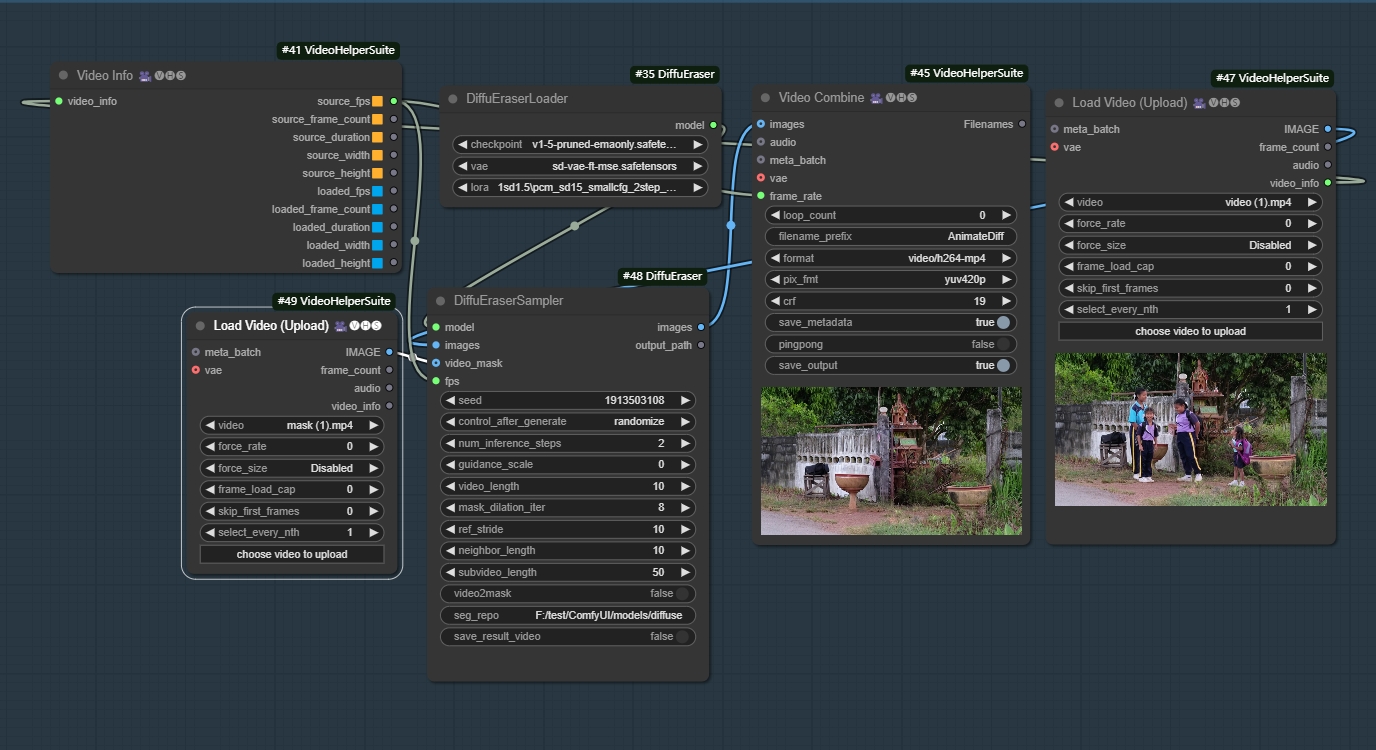 #41 VideoHelperSuite
Video Info VHS
video_info
source_fps
source_frame_count
source_duration
source_width
source_height
loaded_fps
loaded_frame_count
loaded_duration
loaded_width
loaded_height
#49 VideoHelperSuite
Load Video (Upload) VHS
meta_batch IMAGE
vae frame_count
audio
video_info
video mask (1).mp4
force_rate 0
force_size Disabled
frame_load_cap 0
skip_first_frames 0
select_every_nth 1
choose video to upload
#35 DiffuEraser
DiffuEraserLoader
model
checkpoint v1-5-pruned-emaonly.safete...
vae sd-vae-ft-mse.safetensors
lora 1sd1.5\pcm_sd15_smallcfg_2step_...
#48 DiffuEraser
DiffuEraserSampler
model images
images output_path
video_mask
fps
seed 1913503108
control_after_generate randomize
num_inference_steps 2
guidance_scale 0
video_length 10
mask_dilation_iter 8
ref_stride 10
neighbor_length 10
subvideo_length 50
video2mask false
seg_repo F:/test/ComfyUI/models/diffuse
save_result_video false
#45 VideoHelperSuite
Video Combine VHS
images Filenames
audio
meta_batch
vae
frame_rate
loop_count 0
filename_prefix AnimateDiff
format video/h264-mp4
pix_fmt yuv420p
crf 19
save_metadata true
pingpong false
save_output true
#47 VideoHelperSuite
Load Video (Upload) VHS
meta_batch IMAGE
vae frame_count
audio
video_info
video video (1).mp4
force_rate 0
force_size Disabled
frame_load_cap 0
skip_first_frames 0
select_every_nth 1
choose video to upload